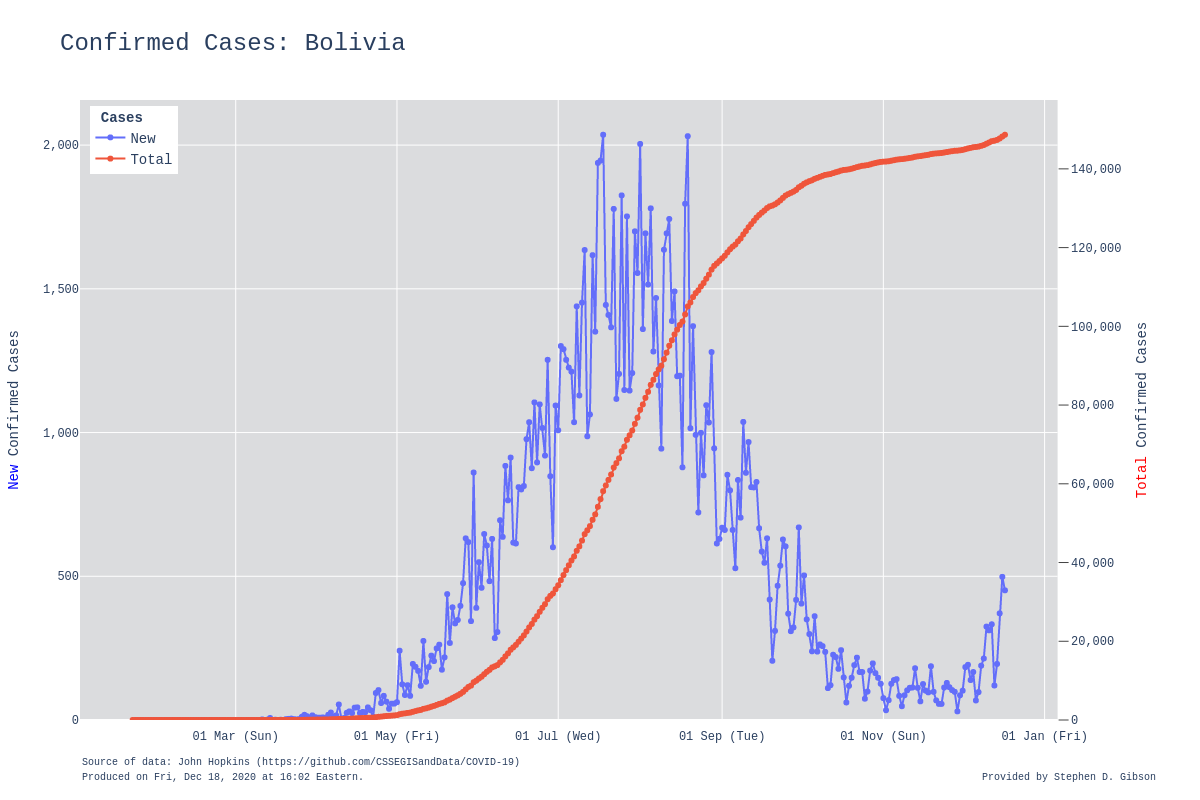 Confirmed Cases: Bolivia
Cases
New
Total
2,000
1,500
1,000
500
0
140,000
120,000
100,000
80,000
60,000
40,000
20,000
0
New Confirmed Cases
Total Confirmed Cases
01 Mar (Sun) 01 May (Fri) 01 Jul (Wed) 01 Sep (Tue) 01 Nov (Sun) 01 Jan (Fri)
Source of data: John Hopkins (https://github.com/CSSEGISandData/COVID-19)
Produced on Fri, Dec 18, 2020 at 16:02 Eastern.
Provided by Stephen D. Gibson